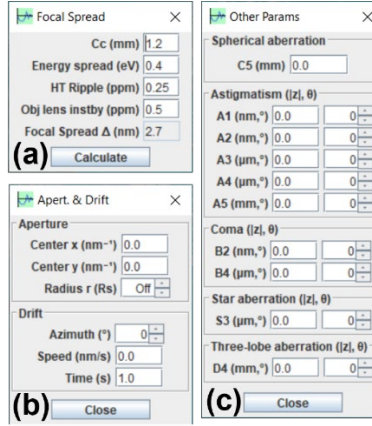 Focal Spread ×
Cc (mm) 1.2
Energy spread (eV) 0.4
HT Ripple (ppm) 0.25
Obj lens instby (ppm) 0.5
Focal Spread Δ (nm) 2.7
(a) Calculate
Apert. & Drift ×
Aperture
Center x (nm⁻¹) 0.0
Center y (nm⁻¹) 0.0
Radius r (Rs) Off
Drift
Azimuth (°) 0
Speed (nm/s) 0.0
Time (s) 1.0
(b) Close
Other Params ×
Spherical aberration
C5 (mm) 0.0
Astigmatism (|z|, θ)
A1 (nm,°) 0.0 0
A2 (nm,°) 0.0 0
A3 (μm,°) 0.0 0
A4 (μm,°) 0.0 0
A5 (mm,°) 0.0 0
Coma (|z|, θ)
B2 (nm,°) 0.0 0
B4 (μm,°) 0.0 0
Star aberration (|z|, θ)
S3 (μm,°) 0.0 0
Three-lobe aberration (|z|, θ)
D4 (mm,°) 0.0 0
(c) Close